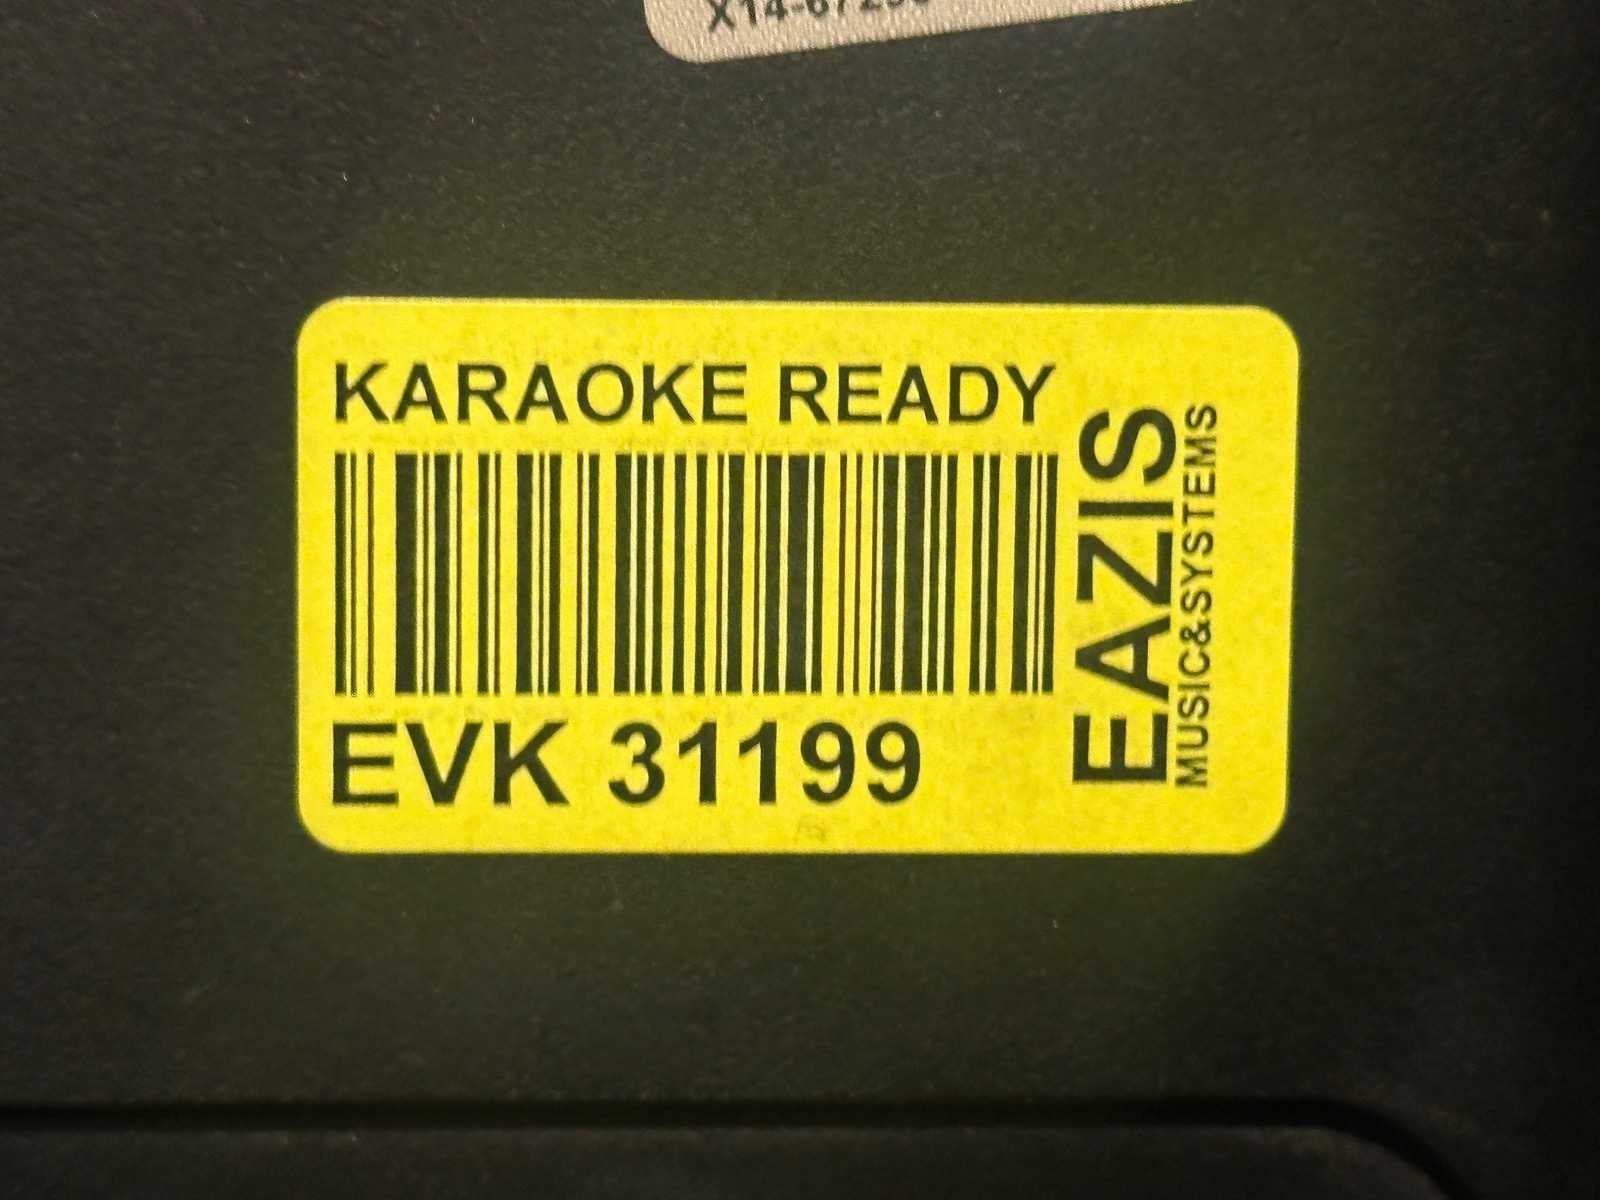 KARAOKE READY
EVK 31199
EAZIS
MUSIC&SYSTEMS